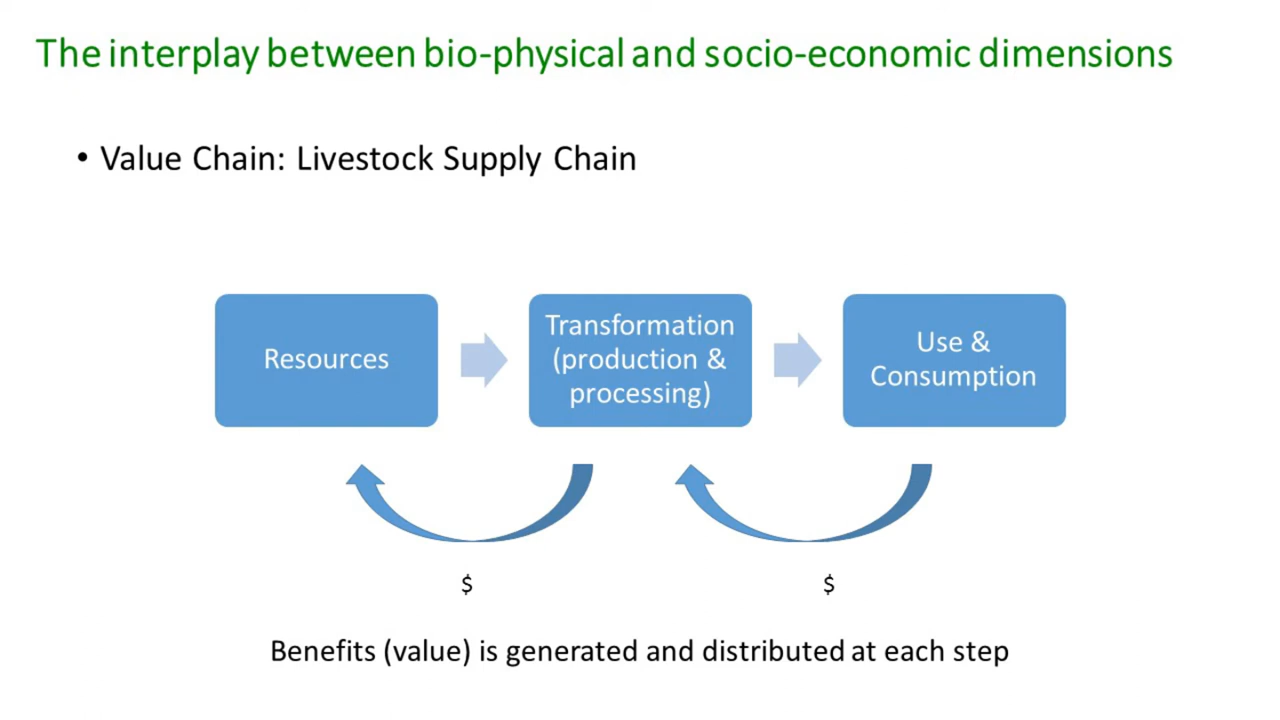 The interplay between bio-physical and socio-economic dimensions
• Value Chain: Livestock Supply Chain
Resources
Transformation
(production &
processing)
Use &
Consumption
$
$
Benefits (value) is generated and distributed at each step